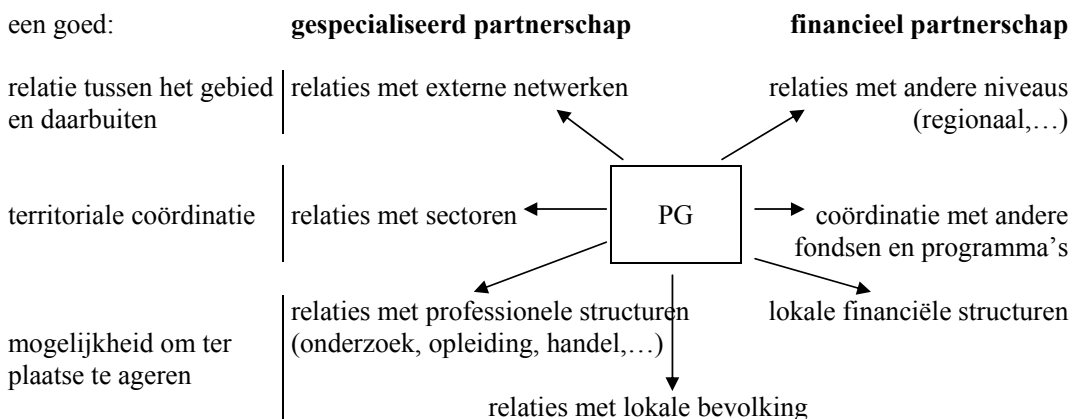 een goed: gespecialiseerd partnerschap financieel partnerschap
relatie tussen het gebied relaties met externe netwerken relaties met andere niveaus
en daarbuiten (regionaal,…)
territoriale coördinatie relaties met sectoren PG coördinatie met andere
fondsen en programma’s
relaties met professionele structuren lokale financiële structuren
mogelijkheid om ter (onderzoek, opleiding, handel,…)
plaatse te ageren
relaties met lokale bevolking